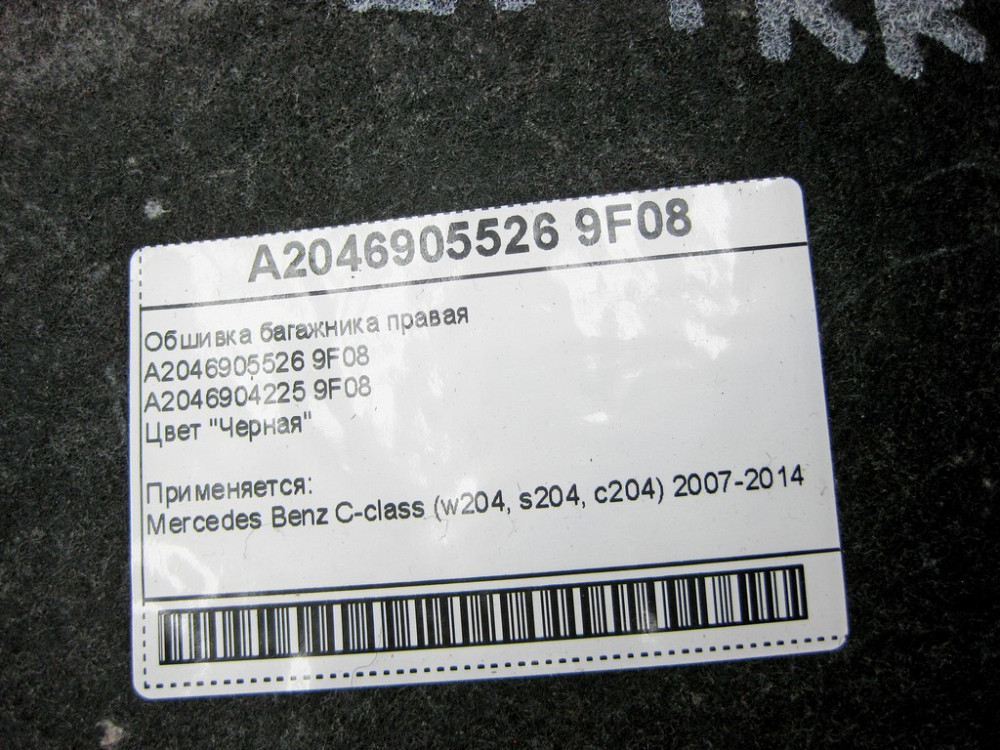 A2046905526 9F08
Обшивка багажника правая
A2046905526 9F08
A2046904225 9F08
Цвет "Черная"
Применяется:
Mercedes Benz C-class (w204, s204, c204) 2007-2014